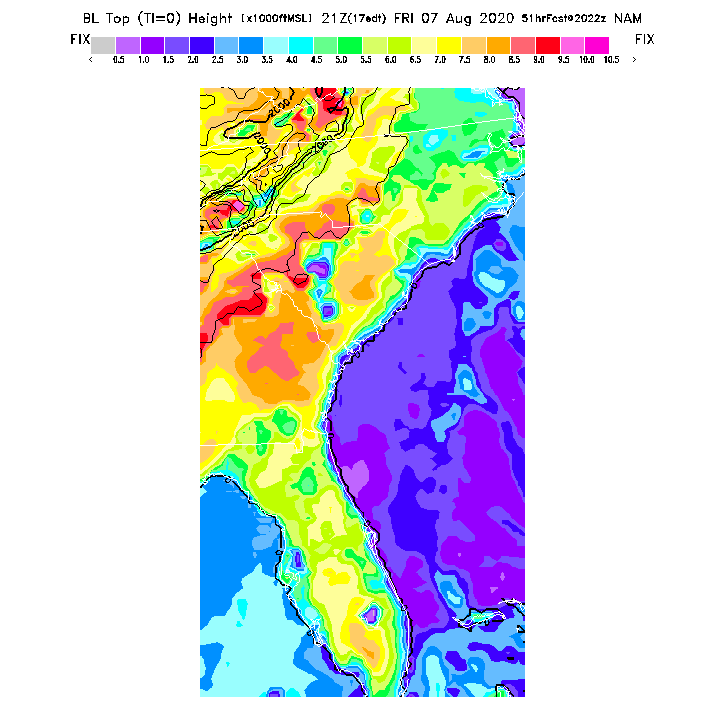 BL Top (TI=0) Height [x1000ftMSL] 21Z(17edt) FRI 07 Aug 2020 51hrFcst@2022z NAM
FIX FIX
< 0.5 1.0 1.5 2.0 2.5 3.0 3.5 4.0 4.5 5.0 5.5 6.0 6.5 7.0 7.5 8.0 8.5 9.0 9.5 10.0 10.5 >
2000
2000
2000